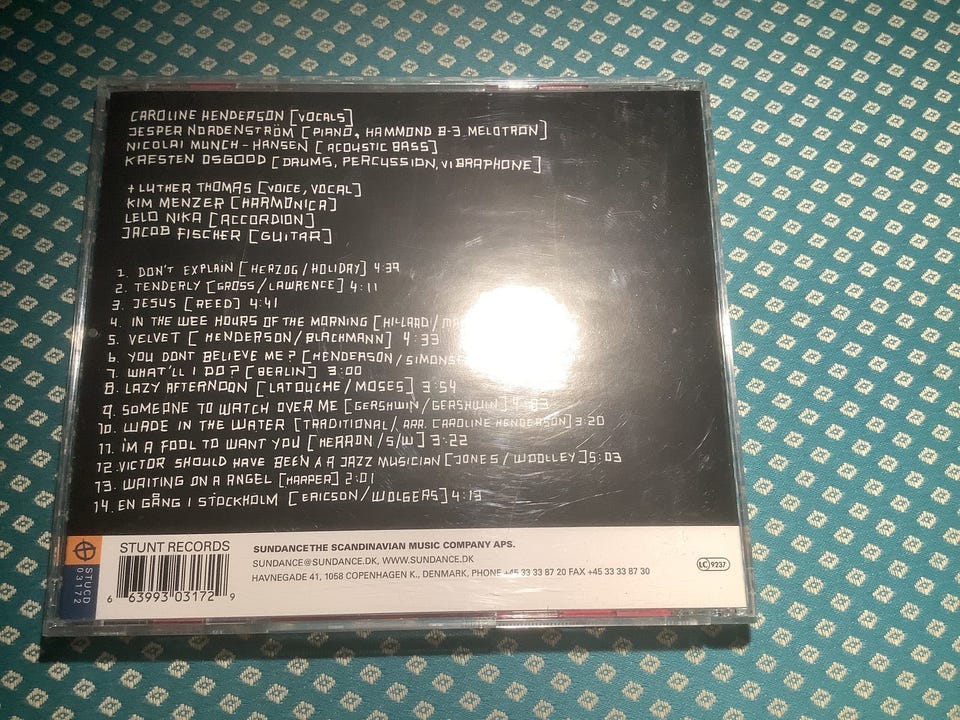 CAROLINE HENDERSON [VOCALS]
JESPER NORDENSTRÖM [PIANO, HAMMOND B-3 MELOTRON]
NICOLAI MUNCH-HANSEN [ACOUSTIC BASS]
KRESTEN OSGOOD [DRUMS, PERCUSSION, VIBRAPHONE]
+ LUTHER THOMAS [VOICE, VOCAL]
KIM MENZER [HARMONICA]
LELO NIKA [ACCORDION]
JACOB FISCHER [GUITAR]
1. DON'T EXPLAIN [HERZOG/HOLIDAY] 4:39
2. TENDERLY [GROSS/LAWRENCE] 4:11
3. JESUS [REED] 4:41
4. IN THE WEE HOURS OF THE MORNING [HILLARD/
5. VELVET [HENDERSON/BLACHMANN] 4:33
6. YOU DONT BELIEVE ME? [HENDERSON/
7. WHAT'LL I DO? [BERLIN] 3:00
8. LAZY AFTERNOON [LATOUCHE/MOSES] 3:54
9. SOMEONE TO WATCH OVER ME [GERSHWIN/GERSHWIN]
10. WADE IN THE WATER [TRADITIONAL/ARR. CAROLINE HENDERSON] 3:20
11. I'M A FOOL TO WANT YOU [HERRON/S/W] 3:22
12. VICTOR SHOULD HAVE BEEN A JAZZ MUSICIAN [JONES/WOOLLEY] 5:03
13. WAITING ON A ANGEL [HARPER] 2:01
14. EN GÅNG I STOCKHOLM [ERICSON/WOLGERS] 4:13
STUNT RECORDS
STUCD
03172
6 63993 03172 9
SUNDANCE THE SCANDINAVIAN MUSIC COMPANY APS.
SUNDANCE@SUNDANCE.DK, WWW.SUNDANCE.DK
HAVNEGADE 41, 1058 COPENHAGEN K., DENMARK, PHONE +45 33 33 87 20 FAX +45 33 33 87 30
LC 9237